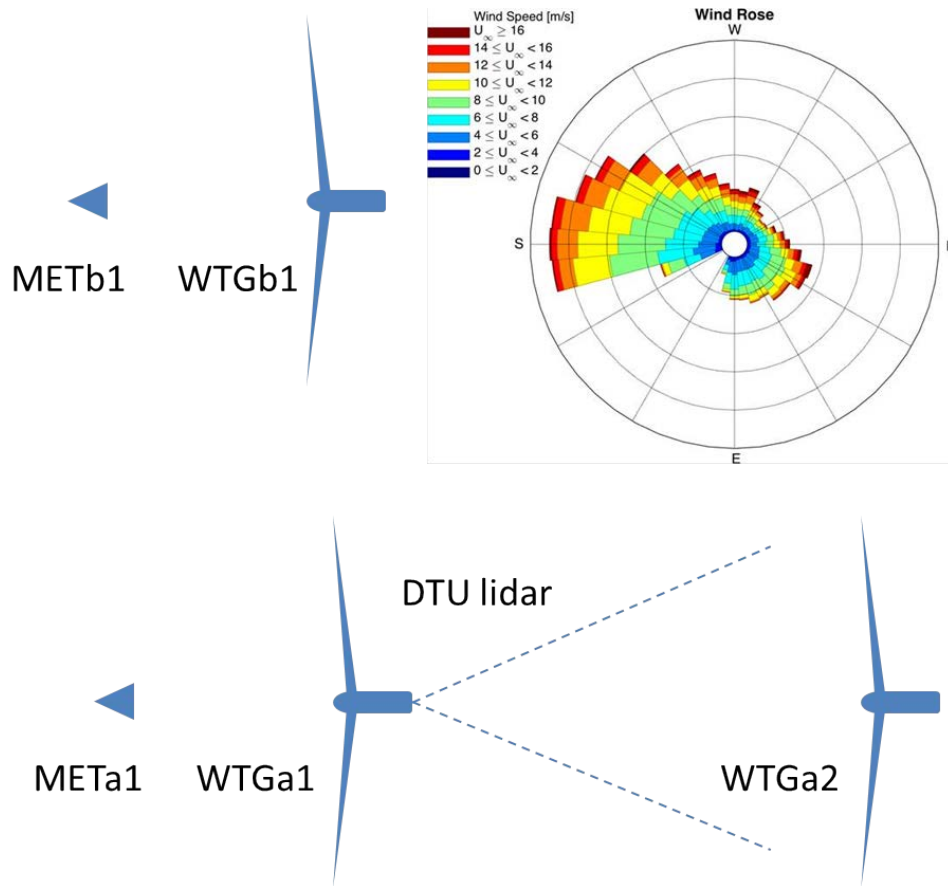 Wind Speed [m/s]
U∞ ≥ 16
14 ≤ U∞ < 16
12 ≤ U∞ < 14
10 ≤ U∞ < 12
8 ≤ U∞ < 10
6 ≤ U∞ < 8
4 ≤ U∞ < 6
2 ≤ U∞ < 4
0 ≤ U∞ < 2
Wind Rose
W
S
E
METb1
WTGb1
DTU lidar
METa1
WTGa1
WTGa2